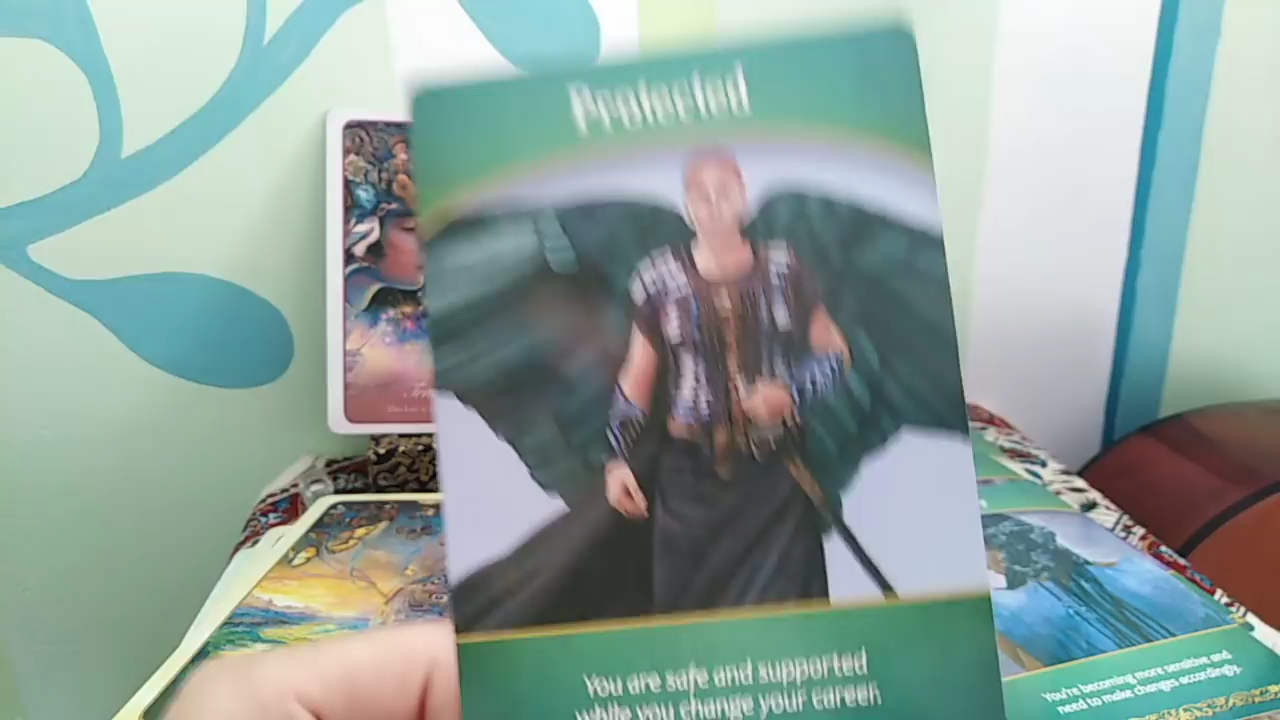 Protected
You are safe and supported
while you change your career
You're becoming more sensitive and
need to make changes accordingly.